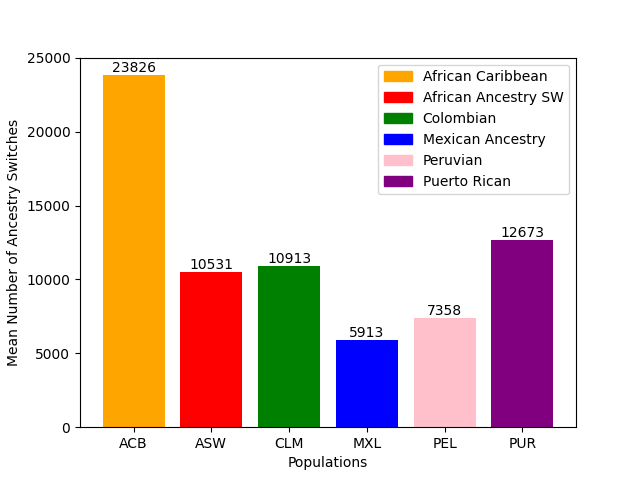 25000
20000
15000
10000
5000
0
Mean Number of Ancestry Switches
23826
10531
10913
5913
7358
12673
African Caribbean
African Ancestry SW
Colombian
Mexican Ancestry
Peruvian
Puerto Rican
ACB
ASW
CLM
MXL
PEL
PUR
Populations